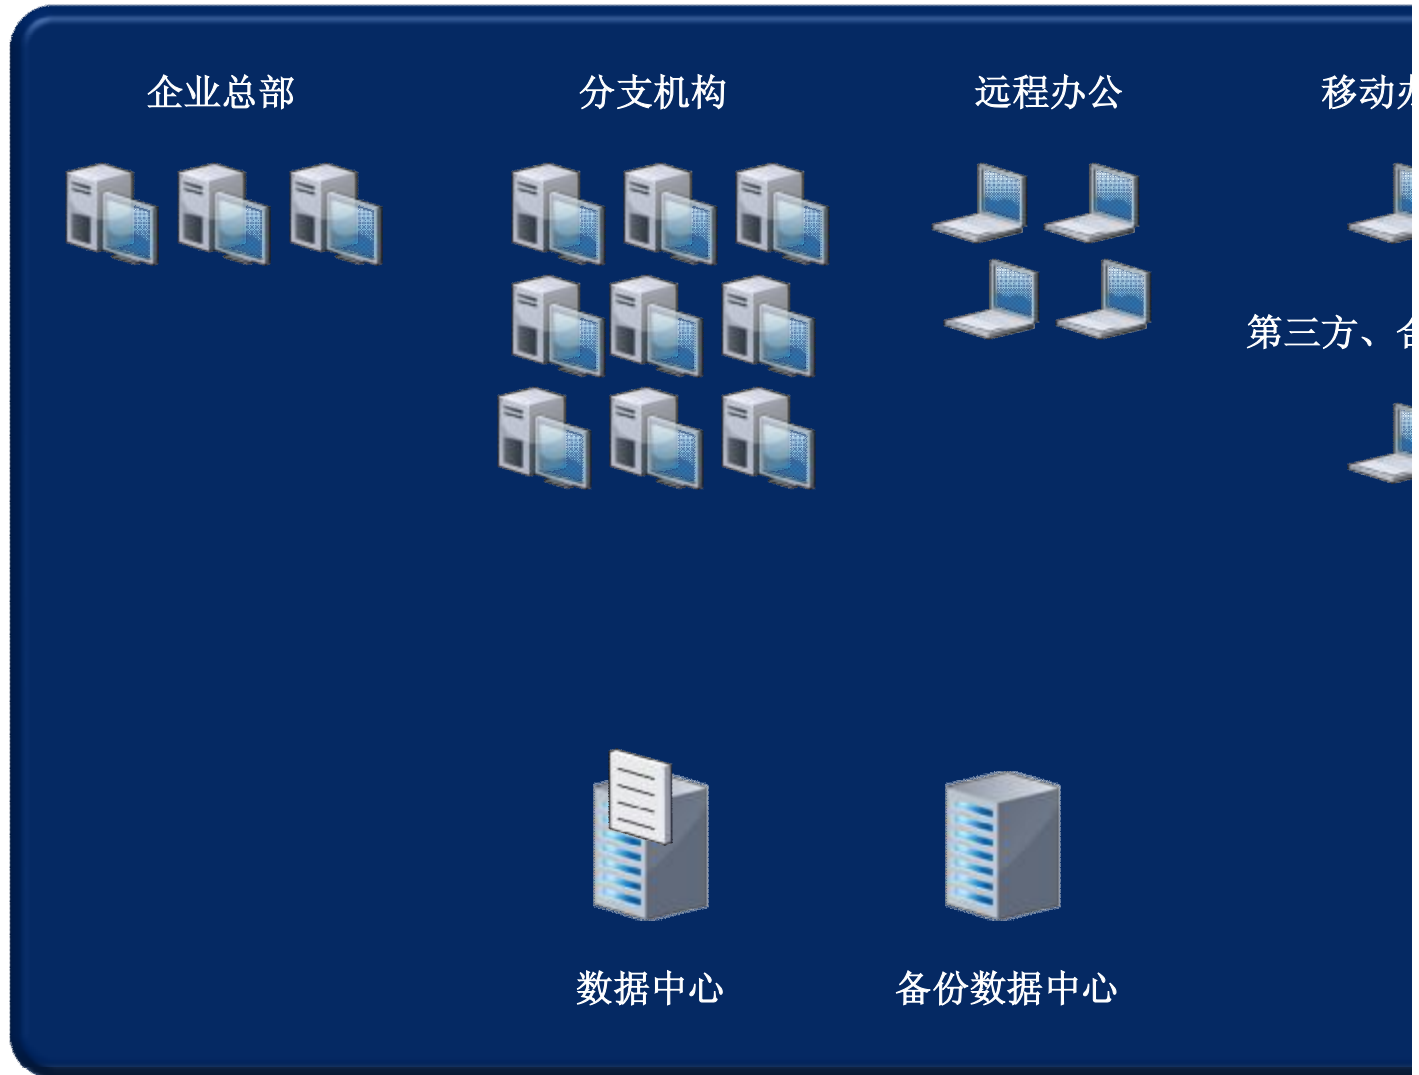 企业总部
分支机构
远程办公
移动
第三方、
数据中心
备份数据中心